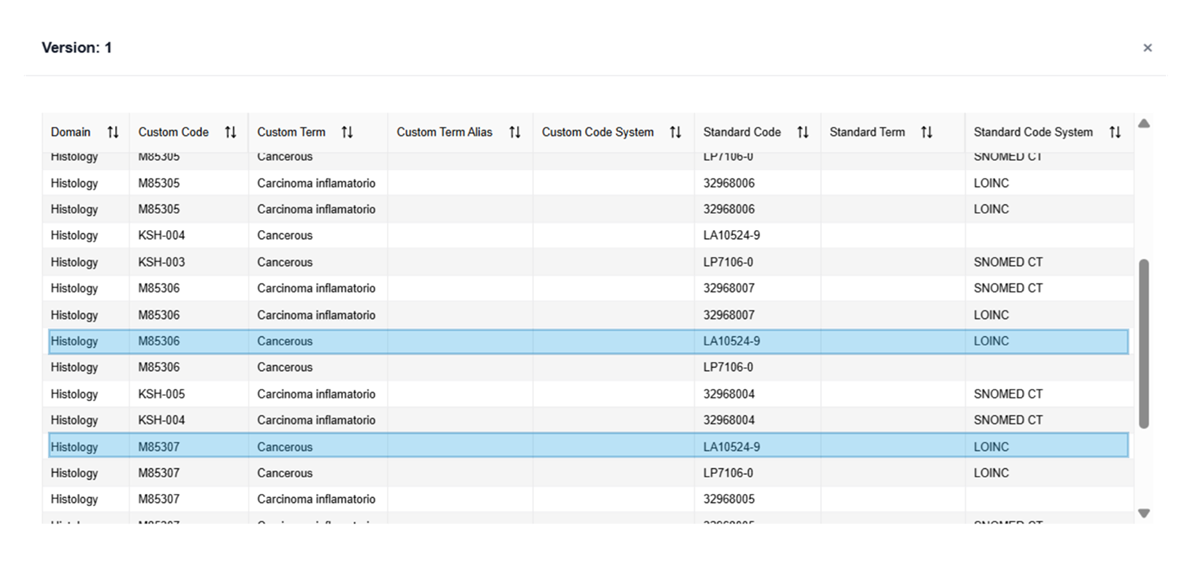 Version: 1 ×
Domain Custom Code Custom Term Custom Term Alias Custom Code System Standard Code Standard Term Standard Code System
Histology M85305 Cancerous LP7106-0 SNOMED CT
Histology M85305 Carcinoma inflamatorio 32968006 LOINC
Histology M85305 Carcinoma inflamatorio 32968006 LOINC
Histology KSH-004 Cancerous LA10524-9
Histology KSH-003 Cancerous LP7106-0 SNOMED CT
Histology M85306 Carcinoma inflamatorio 32968007 SNOMED CT
Histology M85306 Carcinoma inflamatorio 32968007 LOINC
Histology M85306 Cancerous LA10524-9 LOINC
Histology M85306 Cancerous LP7106-0
Histology KSH-005 Carcinoma inflamatorio 32968004 SNOMED CT
Histology KSH-004 Carcinoma inflamatorio 32968004 SNOMED CT
Histology M85307 Cancerous LA10524-9 LOINC
Histology M85307 Cancerous LP7106-0 LOINC
Histology M85307 Carcinoma inflamatorio 32968005